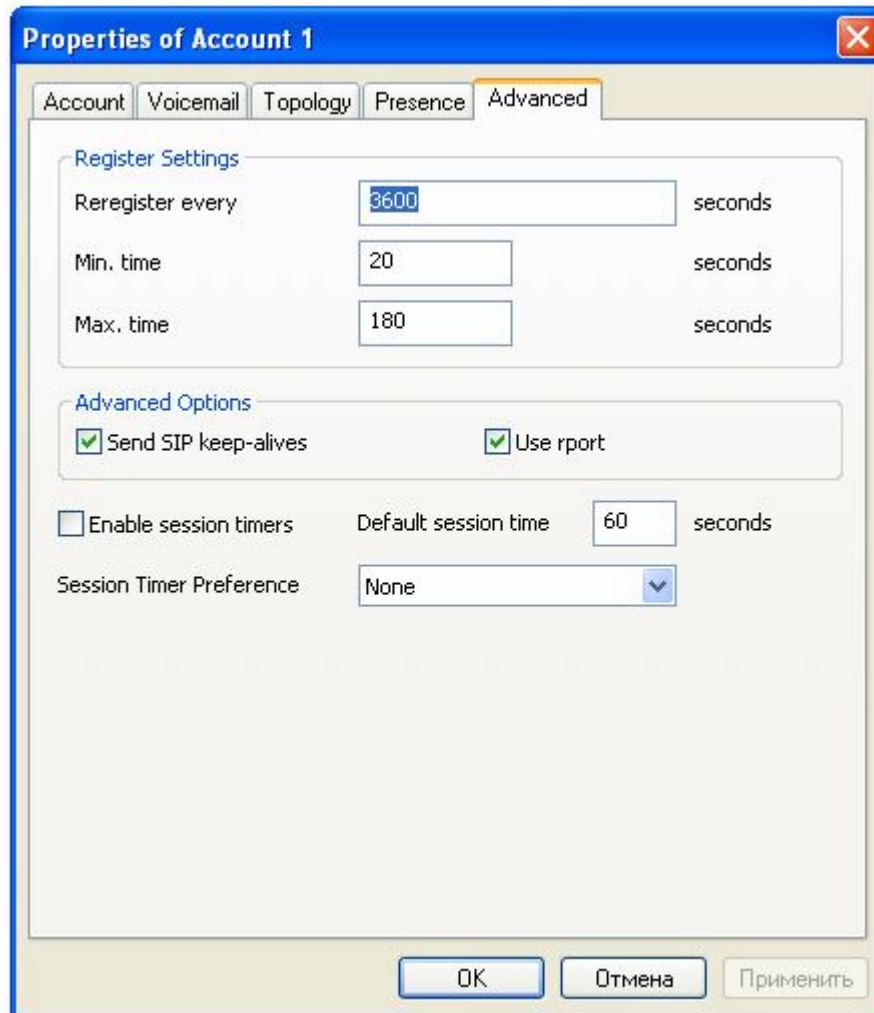 Properties of Account 1
Account Voicemail Topology Presence Advanced
Register Settings
Reregister every 3600 seconds
Min. time 20 seconds
Max. time 180 seconds
Advanced Options
Send SIP keep-alives Use rport
Enable session timers Default session time 60 seconds
Session Timer Preference None
OK Отмена Применить